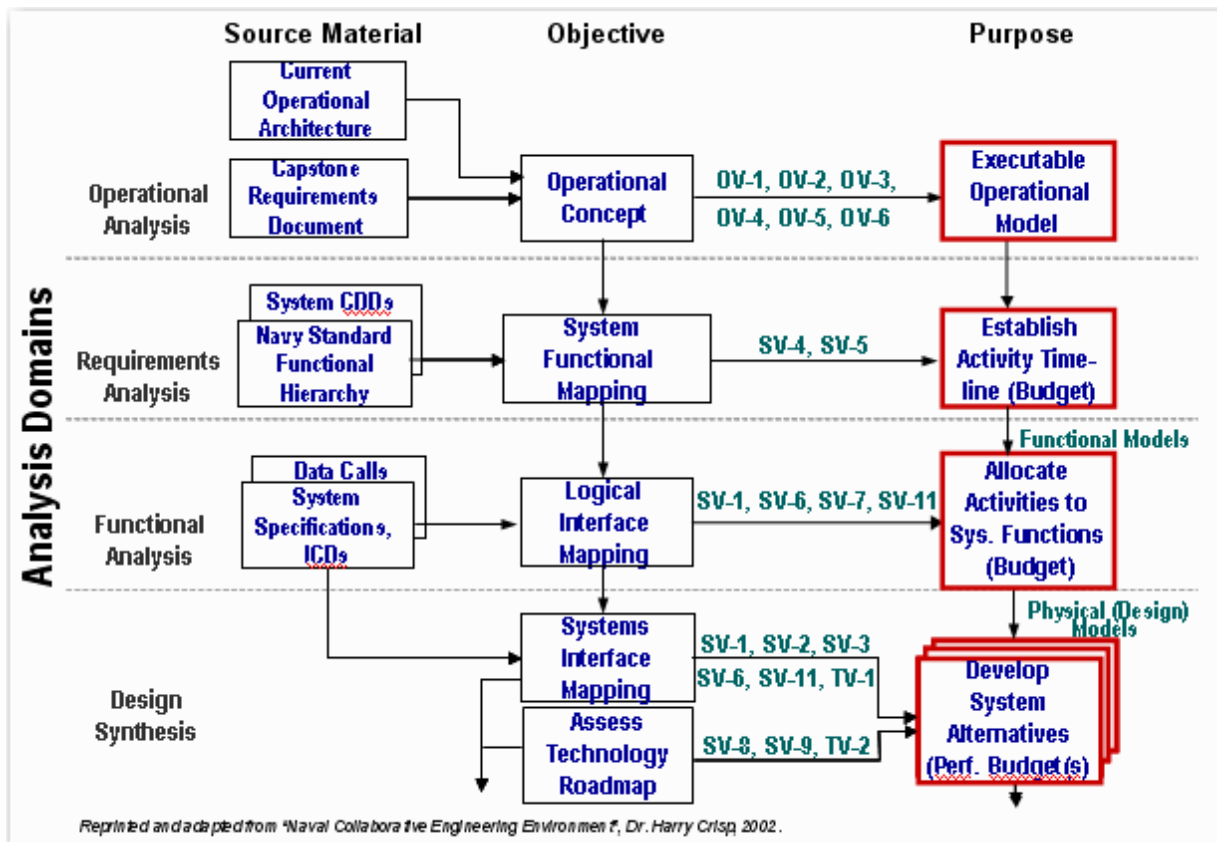 Source Material
Objective
Purpose
Analysis Domains
Operational
Analysis
Current
Operational
Architecture
Capstone
Requirements
Document
Operational
Concept
OV-1, OV-2, OV-3,
OV-4, OV-5, OV-6
Executable
Operational
Model
Requirements
Analysis
System CDDs
Navy Standard
Functional
Hierarchy
System
Functional
Mapping
SV-4, SV-5
Establish
Activity Time-
line (Budget)
Functional Models
Functional
Analysis
Data Calls
System
Specifications,
ICDs
Logical
Interface
Mapping
SV-1, SV-6, SV-7, SV-11
Allocate
Activities to
Sys. Functions
(Budget)
Physical (Design)
Models
Design
Synthesis
Systems
Interface
Mapping
SV-1, SV-2, SV-3
SV-6, SV-11, TV-1
Assess
Technology
Roadmap
SV-8, SV-9, TV-2
Develop
System
Alternatives
(Perf. Budget(s)
Reprinted and adapted from "Naval Collaborative Engineering Environment", Dr. Harry Crisp, 2002.